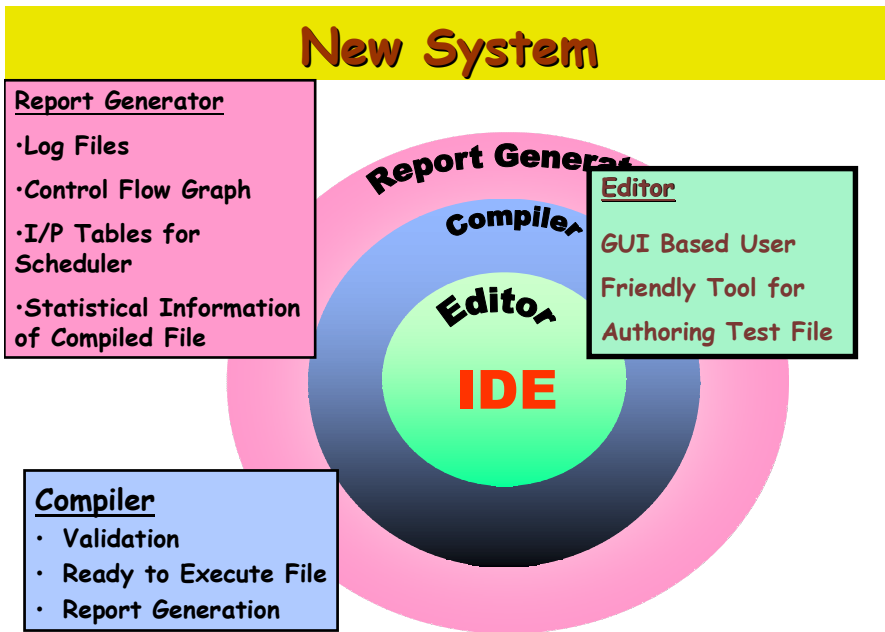 New System
Report Generator
•Log Files
•Control Flow Graph
•I/P Tables for
Scheduler
•Statistical Information
of Compiled File
Report Generat
Compiler
Editor
IDE
Editor
GUI Based User
Friendly Tool for
Authoring Test File
Compiler
• Validation
• Ready to Execute File
• Report Generation